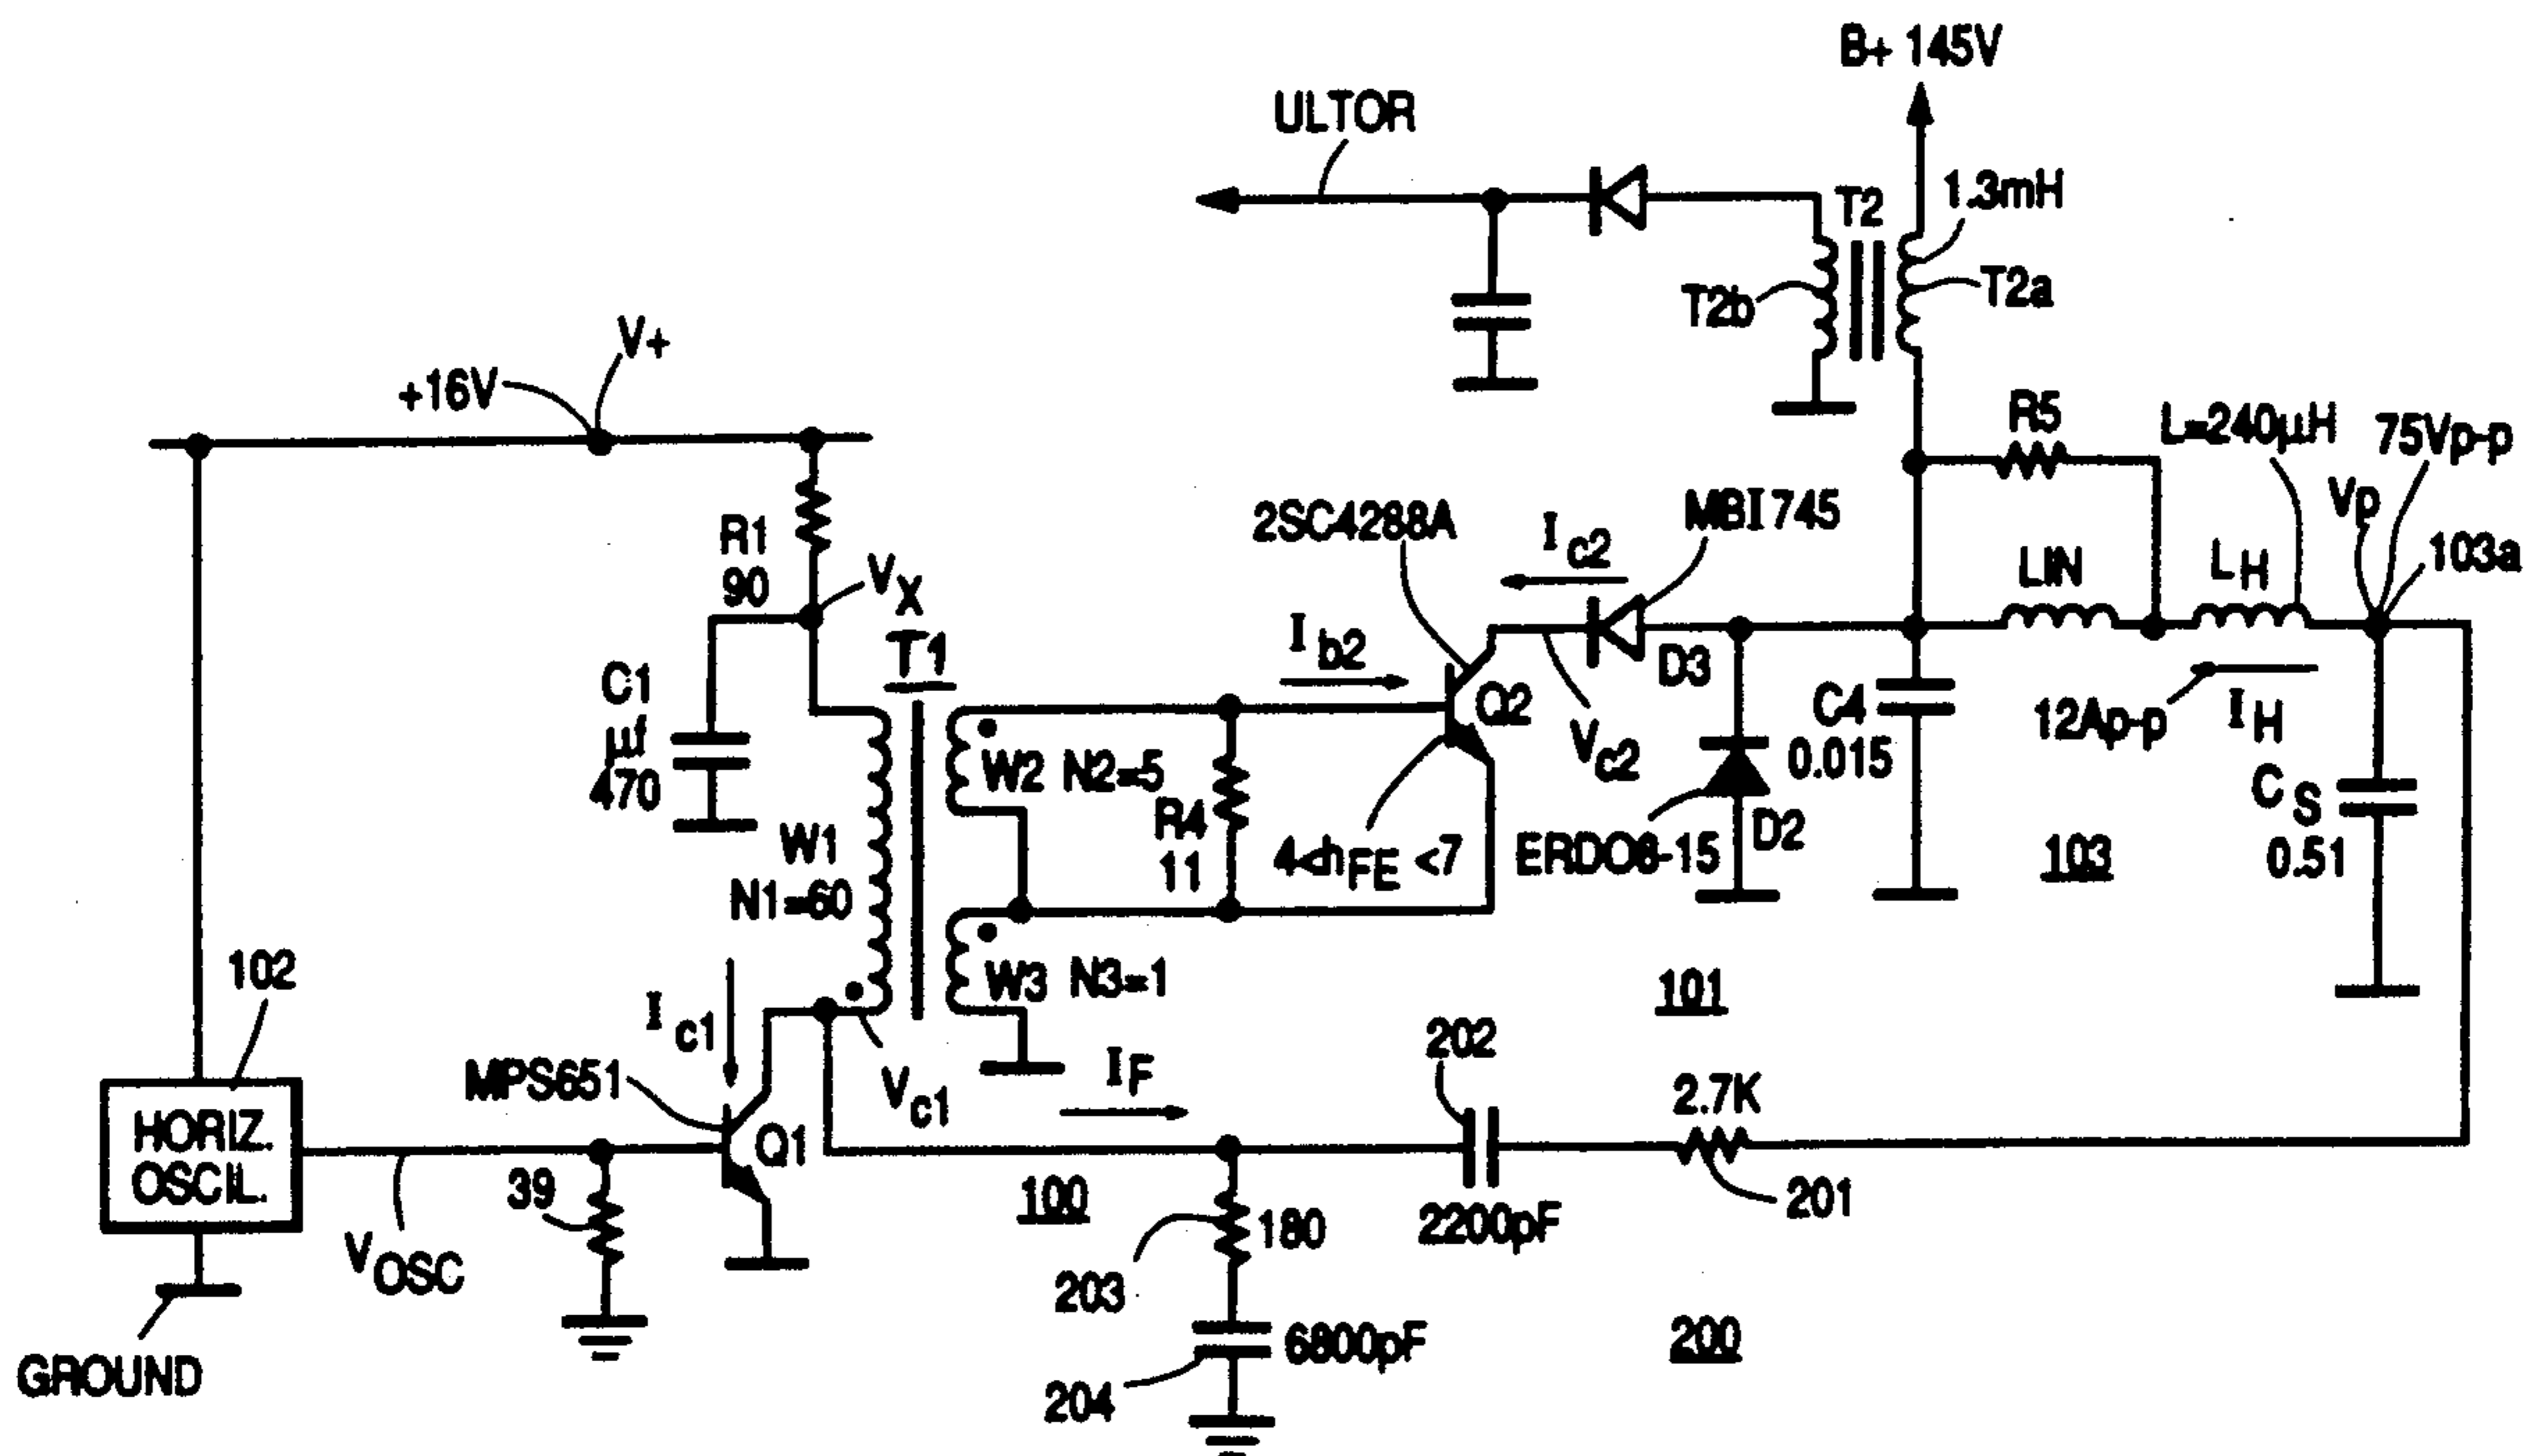 B+ 145V
ULTOR
T2
1.3mH
T2b
T2a
V+
+16V
R5
L=240µH
75Vp-p
Vp
103a
R1
90
VX
T1
2SC4288A
Ic2
MBI745
LIN
LH
Ib2
C1
µf
470
W2 N2=5
Q2
D3
Vc2
C4
0.015
12Ap-p
IH
CS
0.51
W1
N1=60
R4
11
4<hFE <7
ERDO8-15
D2
103
102
Ic1
W3 N3=1
101
MPS651
Vc1
IF
202
2.7K
HORIZ.
OSCIL.
Q1
39
100
180
2200pF
201
VOSC
203
200
GROUND
204
6800pF